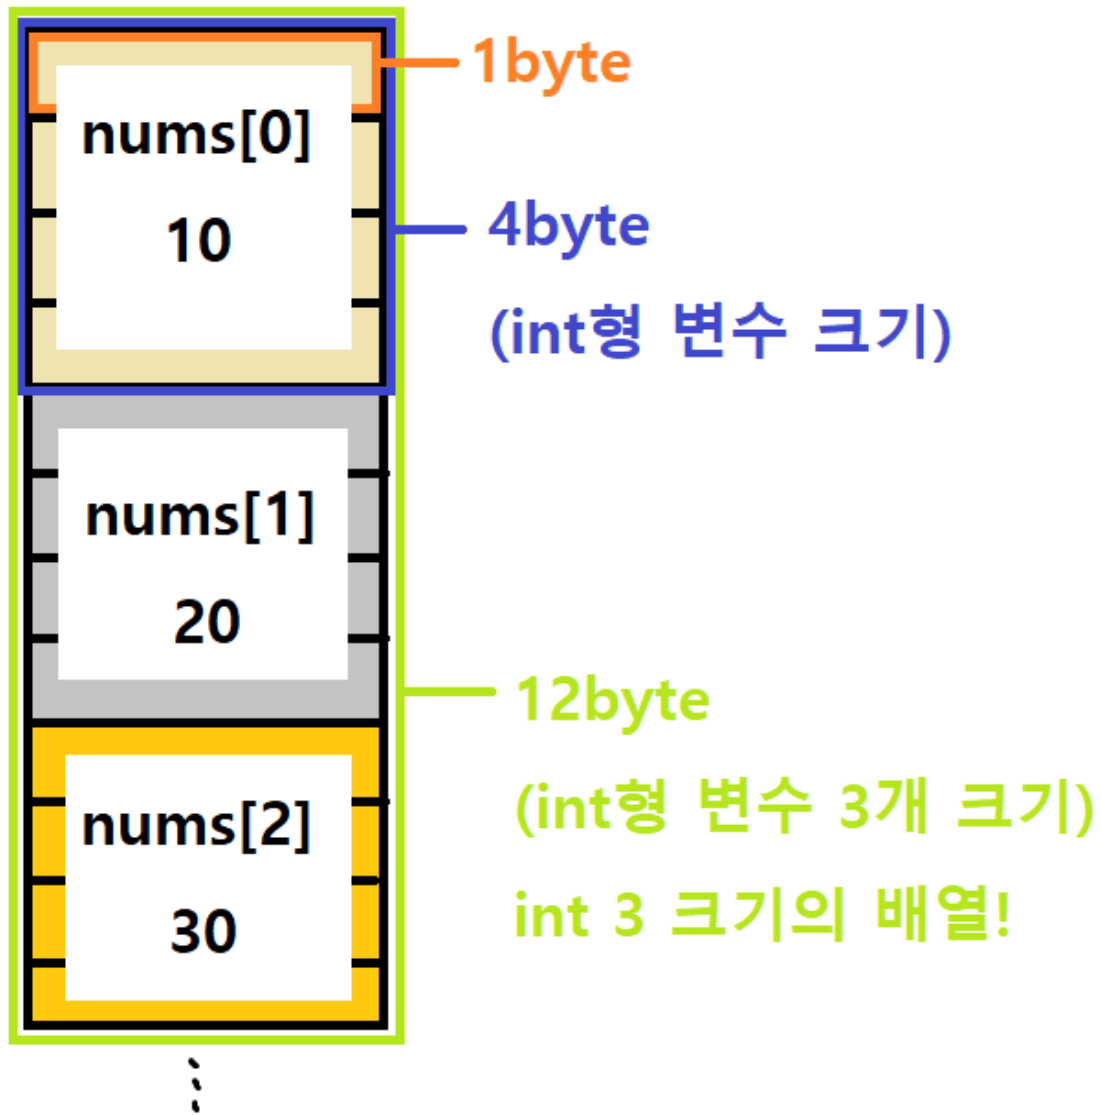 1byte
nums[0]
10
4byte
(int형 변수 크기)
nums[1]
20
12byte
(int형 변수 3개 크기)
int 3 크기의 배열!
nums[2]
30